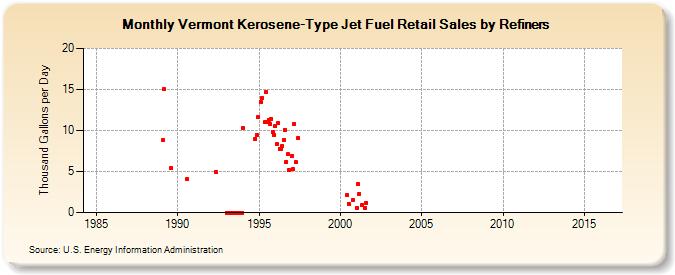 Monthly Vermont Kerosene-Type Jet Fuel Retail Sales by Refiners
Thousand Gallons per Day
20
15
10
5
0
1985 1990 1995 2000 2005 2010 2015
Source: U.S. Energy Information Administration